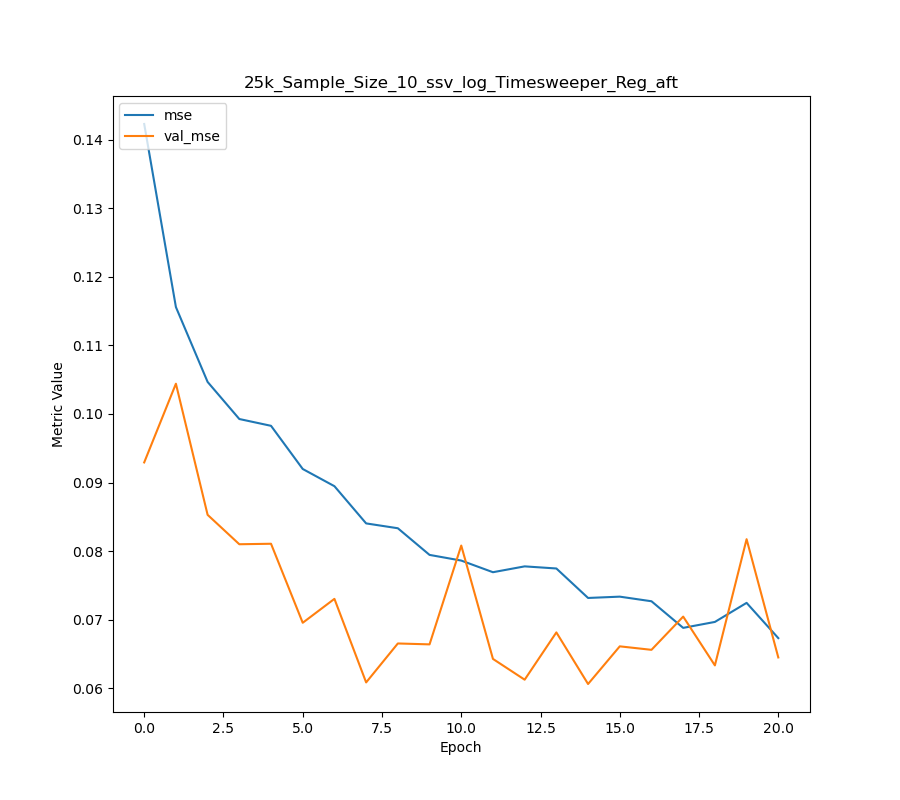 25k_Sample_Size_10_ssv_log_Timesweeper_Reg_aft
mse
val_mse
0.14
0.13
0.12
0.11
0.10
0.09
0.08
0.07
0.06
Metric Value
0.0 2.5 5.0 7.5 10.0 12.5 15.0 17.5 20.0
Epoch